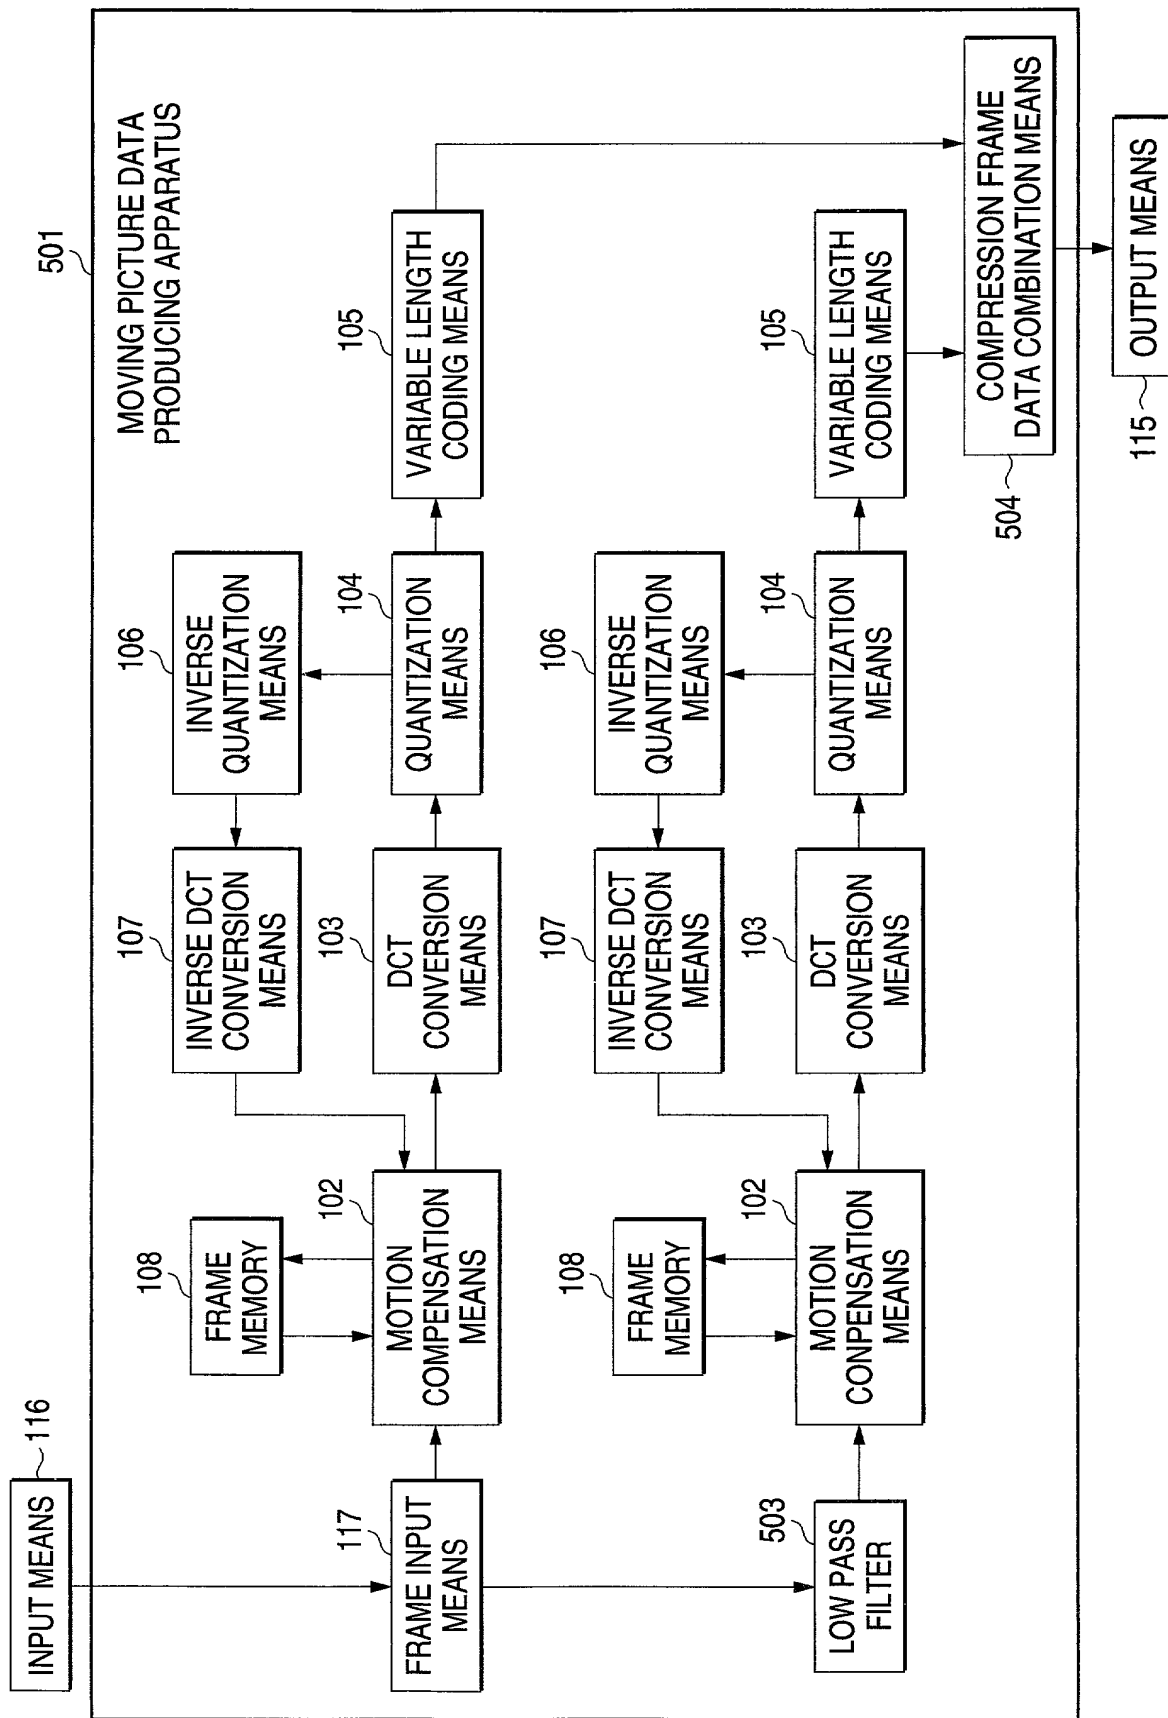 INPUT MEANS
116
501
MOVING PICTURE DATA
PRODUCING APPARATUS
108
FRAME
MEMORY
107
INVERSE DCT
CONVERSION
MEANS
106
INVERSE
QUANTIZATION
MEANS
117
FRAME INPUT
MEANS
102
MOTION
COMPENSATION
MEANS
103
DCT
CONVERSION
MEANS
104
QUANTIZATION
MEANS
105
VARIABLE LENGTH
CODING MEANS
108
FRAME
MEMORY
107
INVERSE DCT
CONVERSION
MEANS
106
INVERSE
QUANTIZATION
MEANS
503
LOW PASS
FILTER
102
MOTION
CONPENSATION
MEANS
103
DCT
CONVERSION
MEANS
104
QUANTIZATION
MEANS
105
VARIABLE LENGTH
CODING MEANS
504
COMPRESSION FRAME
DATA COMBINATION MEANS
115
OUTPUT MEANS